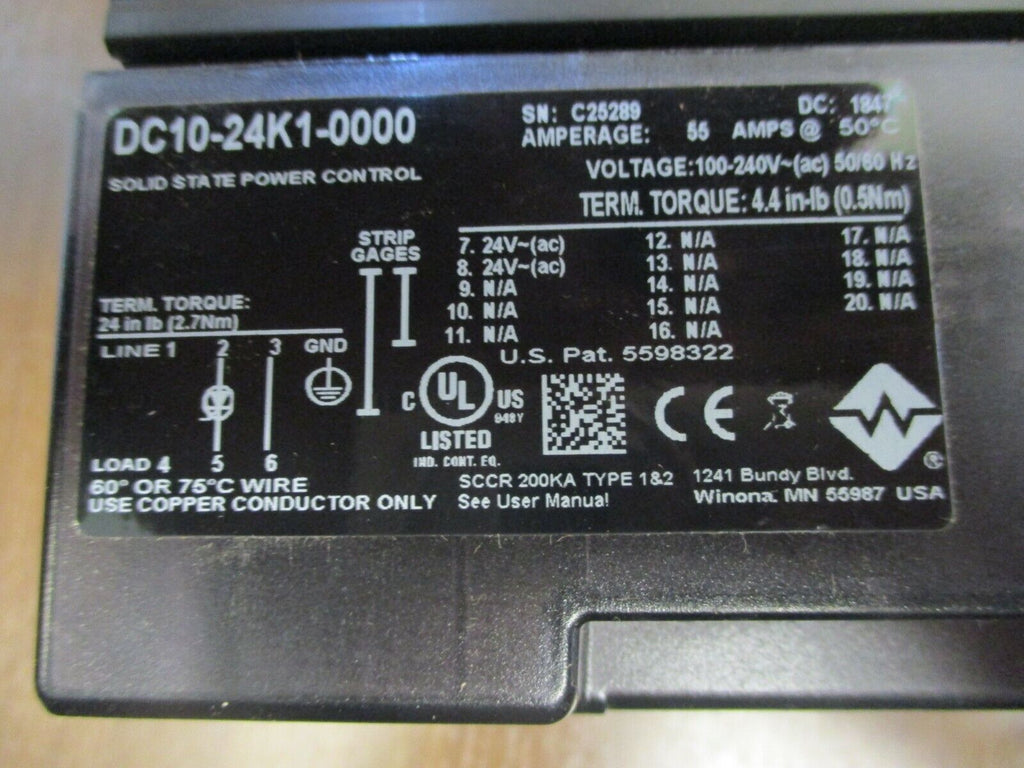 DC10-24K1-0000
SOLID STATE POWER CONTROL
SN: C25289 DC: 1847
AMPERAGE: 55 AMPS @ 50°C
VOLTAGE:100-240V~(ac) 50/60 Hz
TERM. TORQUE: 4.4 in-lb (0.5Nm)
STRIP
GAGES
7. 24V~(ac)
8. 24V~(ac)
9. N/A
10. N/A
11. N/A
12. N/A
13. N/A
14. N/A
15. N/A
16. N/A
17. N/A
18. N/A
19. N/A
20. N/A
TERM. TORQUE:
24 in lb (2.7Nm)
LINE 1 2 3 GND
LOAD 4 5 6
60° OR 75°C WIRE
USE COPPER CONDUCTOR ONLY
U.S. Pat. 5598322
C UL US
948Y
LISTED
IND. CONT. EQ.
CE
W
®
SCCR 200KA TYPE 1&2
See User Manual
1241 Bundy Blvd.
Winona, MN 55987 USA